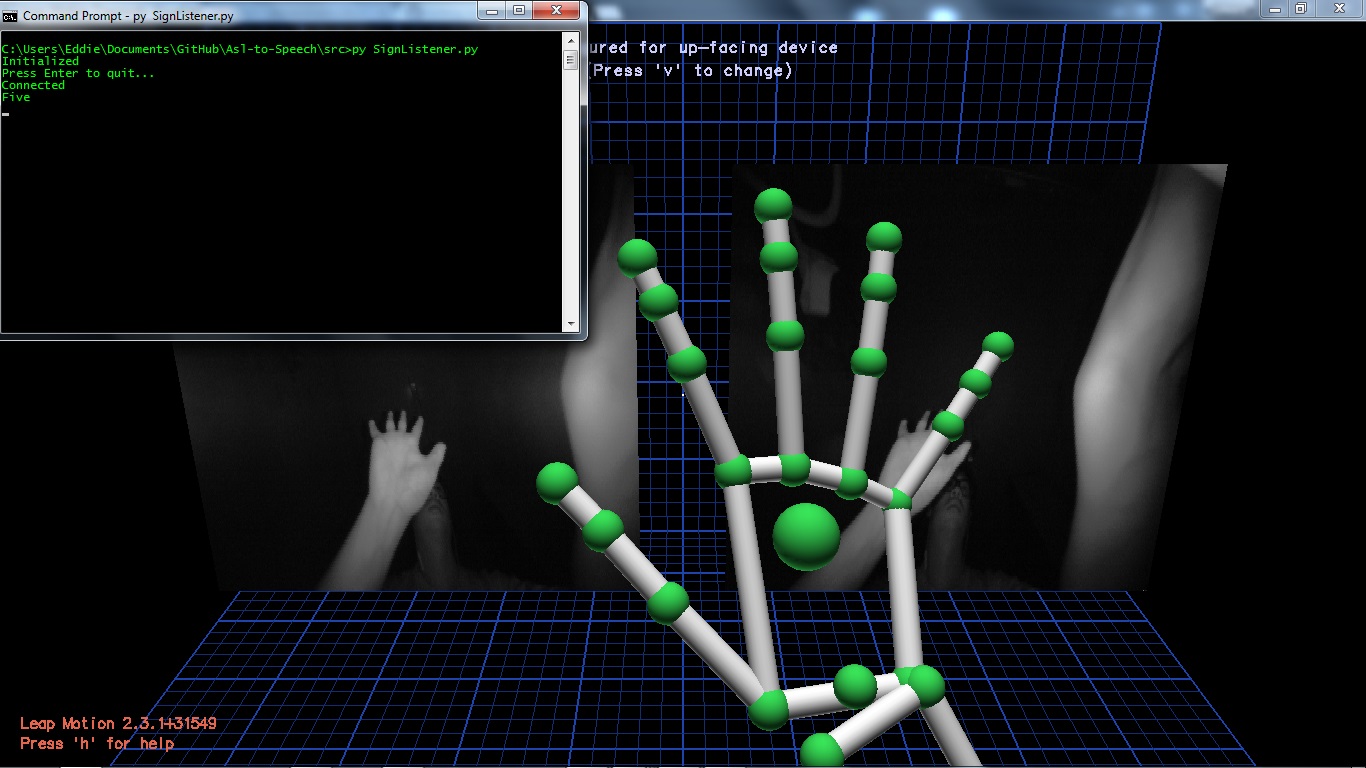 Command Prompt - py SignListener.py
C:\Users\Eddie\Documents\GitHub\Asl-to-Speech\src>py SignListener.py
Initialized
Press Enter to quit...
Connected
Five
ured for up-facing device
(Press 'v' to change)
Leap Motion 2.3.1+31549
Press 'h' for help